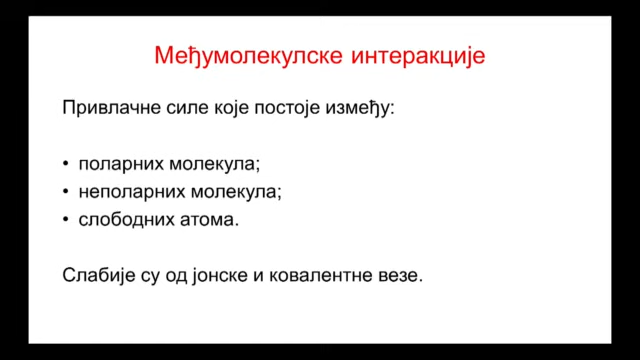 Међумолекулске интеракције
Привлачне силе које постоје између:
• поларних молекула;
• неполарних молекула;
• слободних атома.
Слабије су од јонске и ковалентне везе.